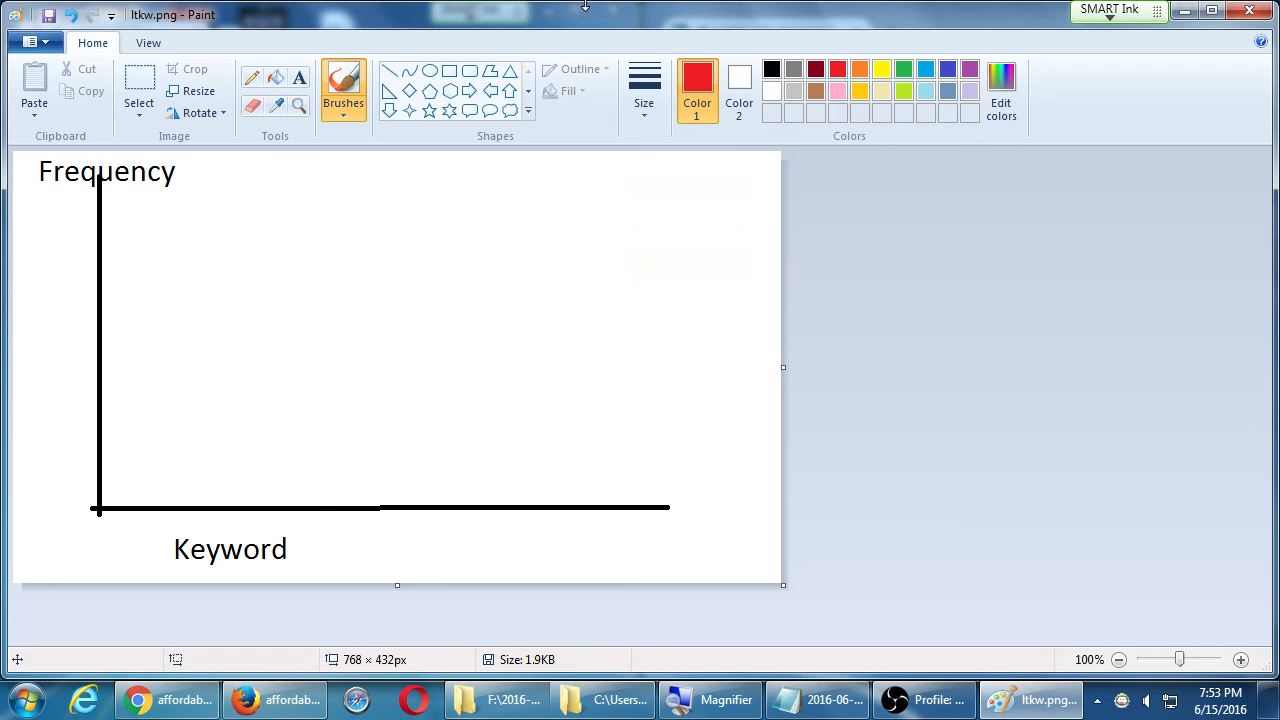 ltkw.png - Paint
SMART Ink
Home
View
Paste
Cut
Copy
Clipboard
Select
Crop
Resize
Rotate
Image
A
Tools
Brushes
Outline
Fill
Shapes
Size
Color 1
Color 2
Edit colors
Colors
Frequency
Keyword
768 × 432px
Size: 1.9KB
100%
affordab...
affordab...
F:\2016-...
C:\Users...
Magnifier
2016-06-...
Profile: ...
ltkw.png...
7:53 PM
6/15/2016